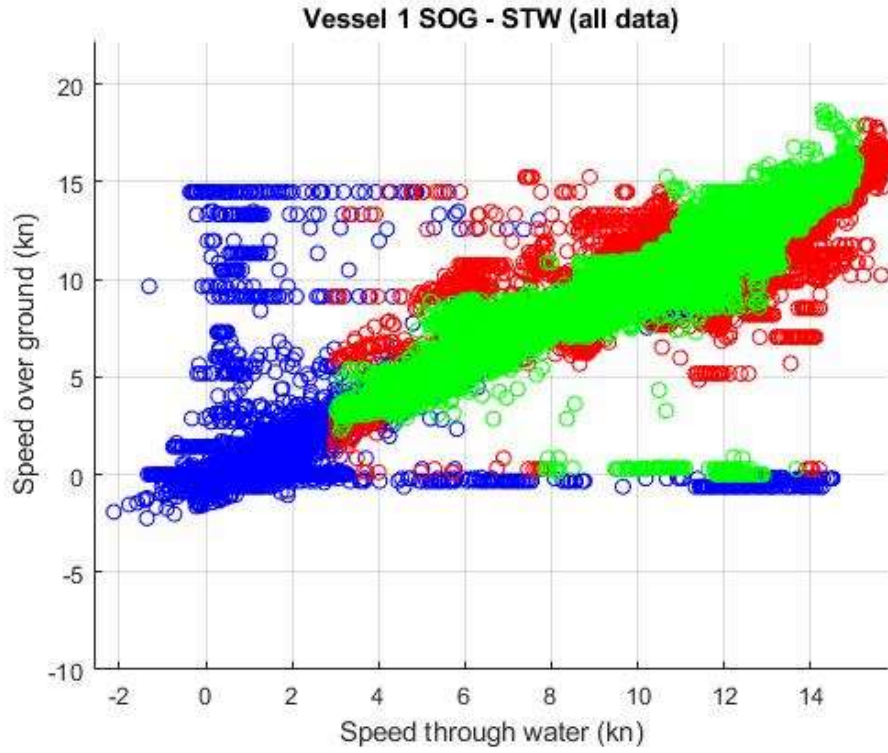 Vessel 1 SOG - STW (all data)
20
15
10
5
0
-5
-10
Speed over ground (kn)
-2 0 2 4 6 8 10 12 14
Speed through water (kn)